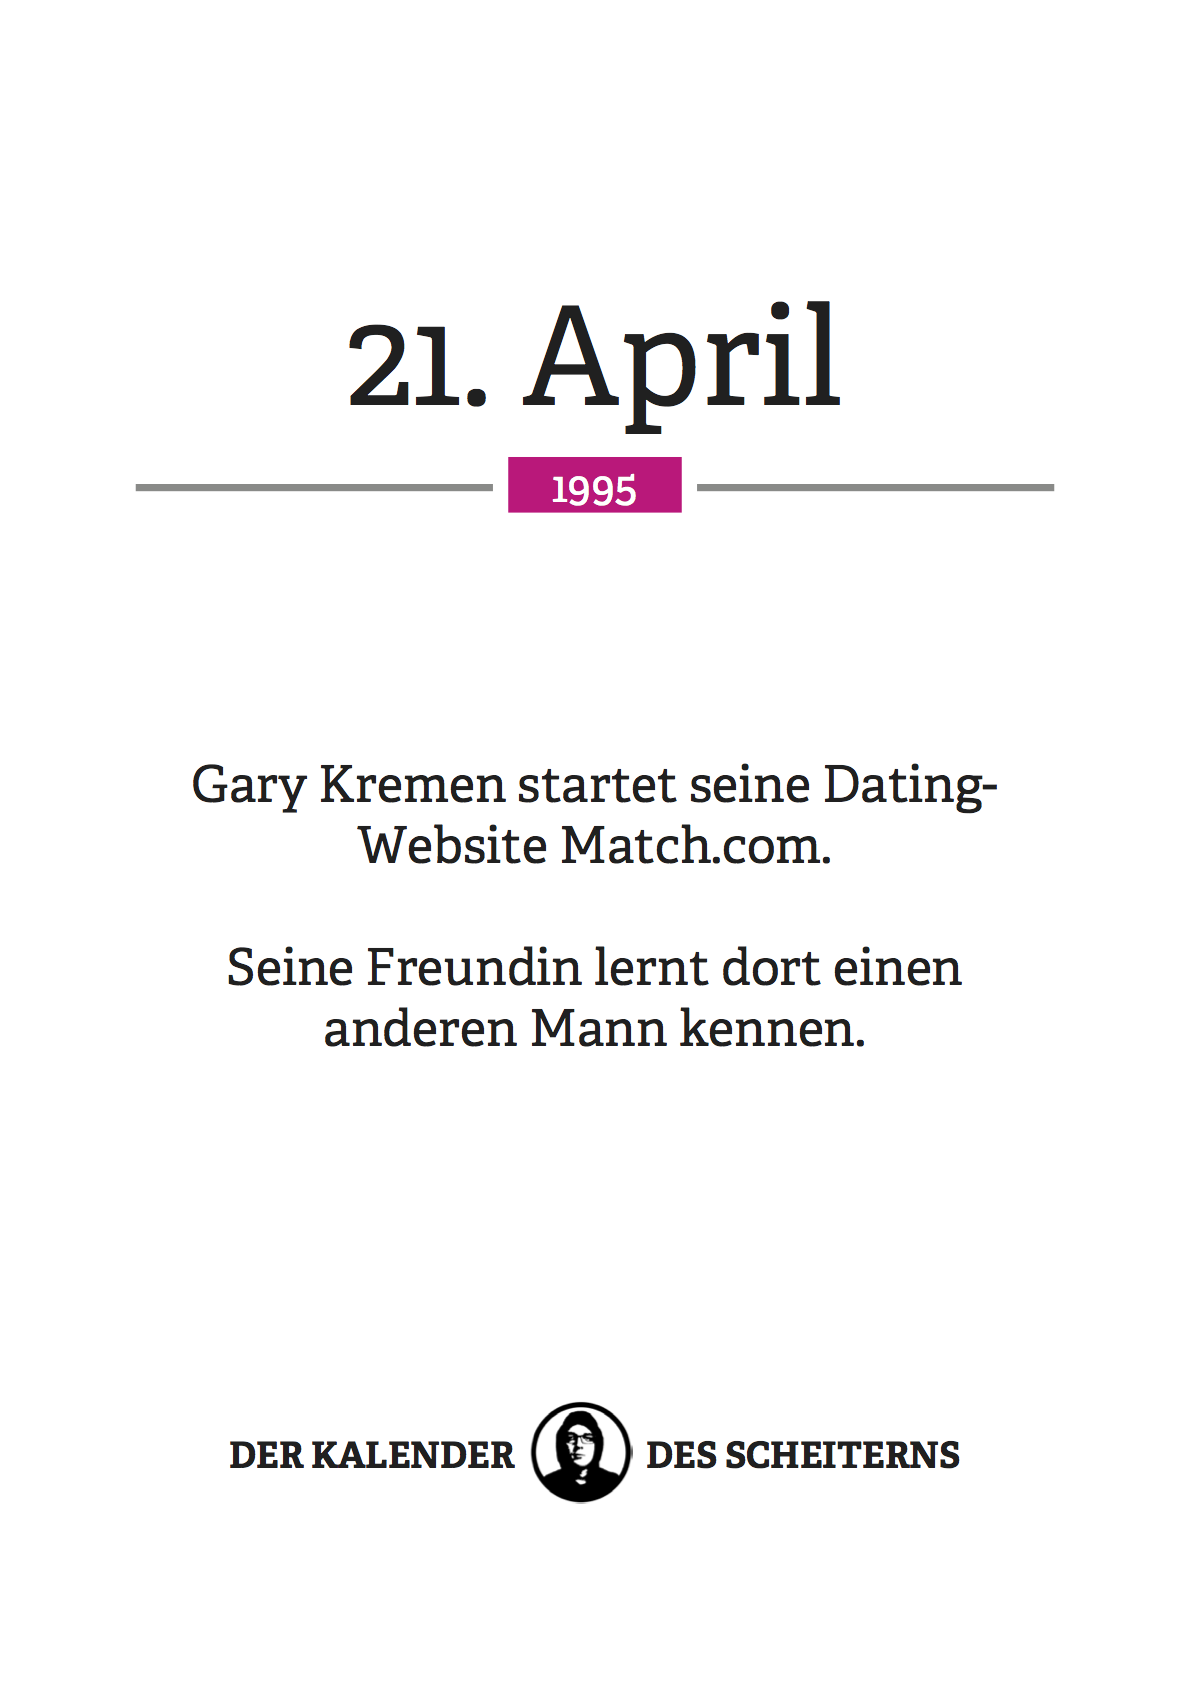 21. April
1995
Gary Kremen startet seine Dating-
Website Match.com.
Seine Freundin lernt dort einen
anderen Mann kennen.
DER KALENDER DES SCHEITERNS